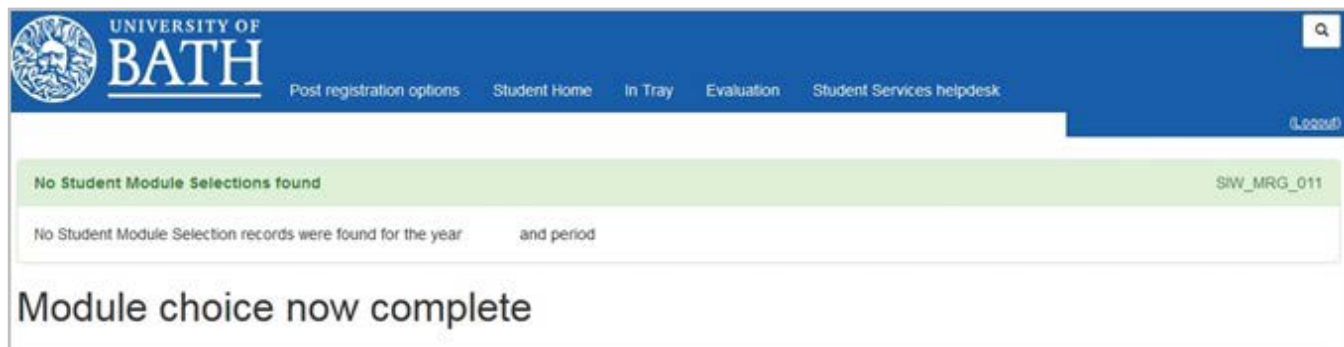 UNIVERSITY OF
BATH
Post registration options Student Home In Tray Evaluation Student Services helpdesk
(Logout)
No Student Module Selections found SIW_MRG_011
No Student Module Selection records were found for the year and period
Module choice now complete